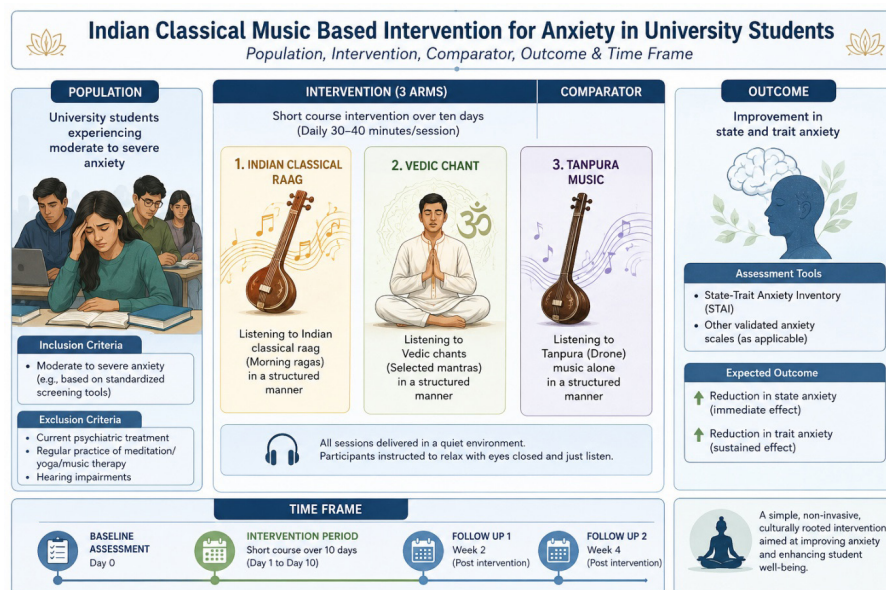 Indian Classical Music Based Intervention for Anxiety in University Students
Population, Intervention, Comparator, Outcome & Time Frame
POPULATION
University students
experiencing
moderate to severe
anxiety
Inclusion Criteria
• Moderate to severe anxiety
(e.g., based on standardized
screening tools)
Exclusion Criteria
• Current psychiatric treatment
• Regular practice of meditation/
yoga/music therapy
• Hearing impairments
INTERVENTION (3 ARMS)
COMPARATOR
Short course intervention over ten days
(Daily 30–40 minutes/session)
1. INDIAN CLASSICAL
RAAG
Listening to Indian
classical raag
(Morning ragas)
in a structured
manner
2. VEDIC CHANT
ॐ
Listening to
Vedic chants
(Selected mantras)
in a structured
manner
3. TANPURA
MUSIC
Listening to
Tanpura (Drone)
music alone
in a structured
manner
All sessions delivered in a quiet environment.
Participants instructed to relax with eyes closed and just listen.
OUTCOME
Improvement in
state and trait anxiety
Assessment Tools
• State-Trait Anxiety Inventory
(STAI)
• Other validated anxiety
scales (as applicable)
Expected Outcome
Reduction in state anxiety
(immediate effect)
Reduction in trait anxiety
(sustained effect)
TIME FRAME
BASELINE
ASSESSMENT
Day 0
INTERVENTION PERIOD
Short course over 10 days
(Day 1 to Day 10)
FOLLOW UP 1
Week 2
(Post intervention)
FOLLOW UP 2
Week 4
(Post intervention)
A simple, non-invasive,
culturally rooted intervention
aimed at improving anxiety
and enhancing student
well-being.